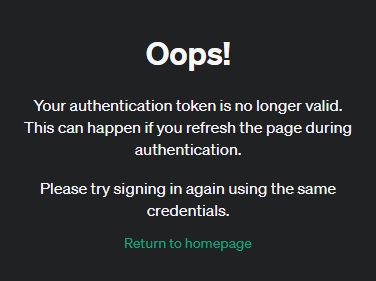 Oops!
Your authentication token is no longer valid.
This can happen if you refresh the page during
authentication.
Please try signing in again using the same
credentials.
Return to homepage